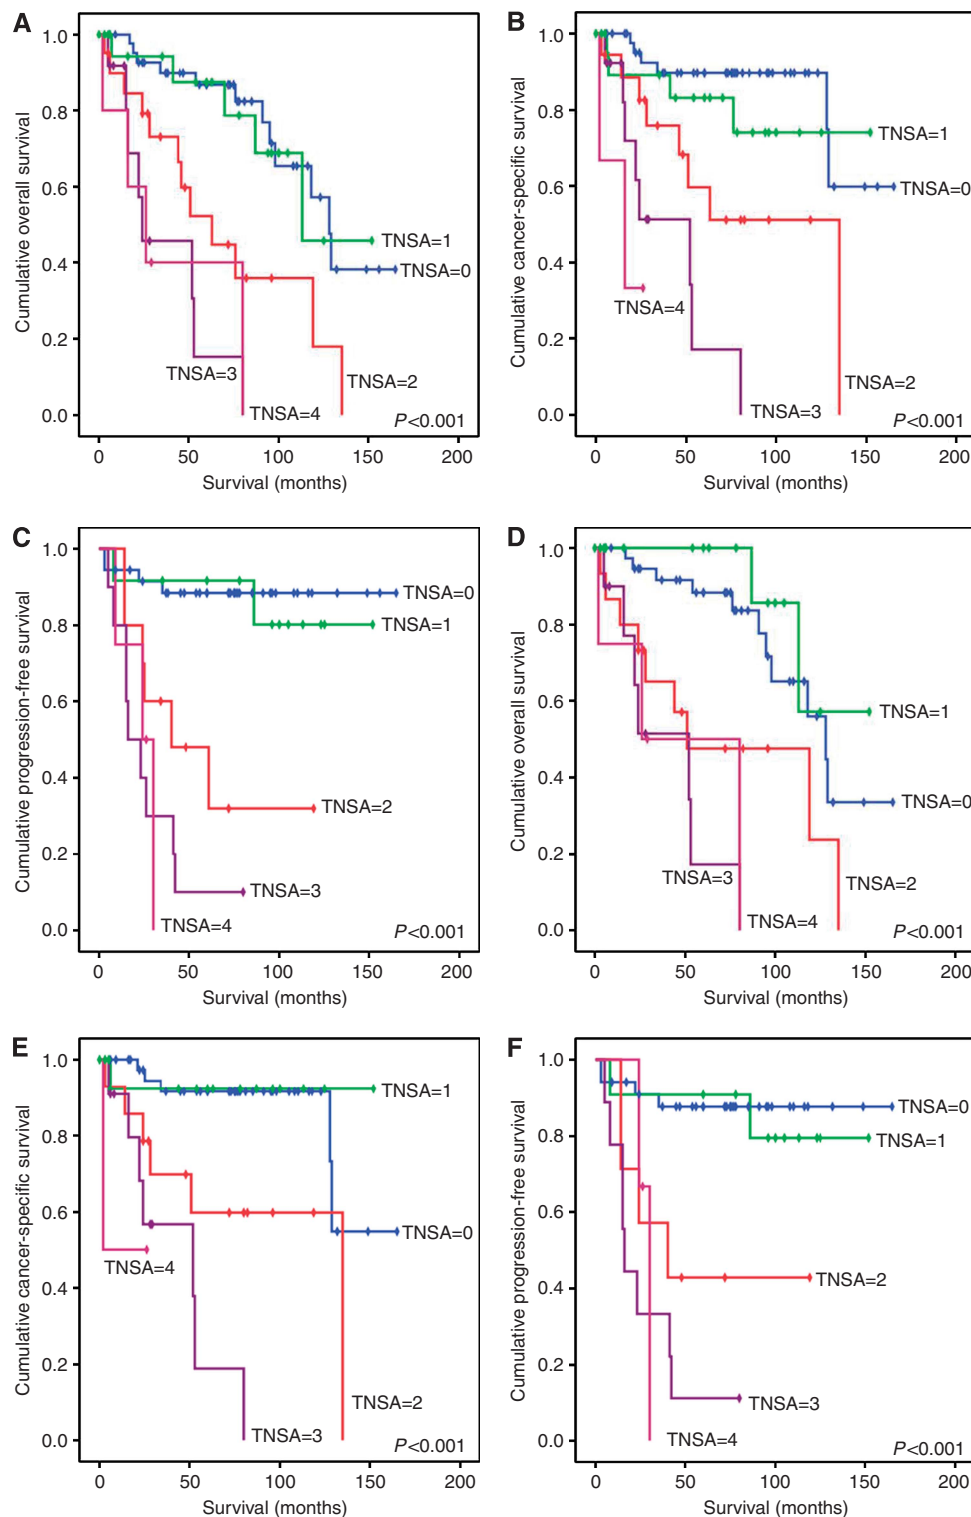 A
Cumulative overall survival
1.0
0.8
0.6
0.4
0.2
0.0
TNSA=1
TNSA=0
TNSA=3
TNSA=2
TNSA=4
P<0.001
0 50 100 150 200
Survival (months)
B
Cumulative cancer-specific survival
1.0
0.8
0.6
0.4
0.2
0.0
TNSA=1
TNSA=0
TNSA=4
TNSA=2
TNSA=3
P<0.001
0 50 100 150 200
Survival (months)
C
Cumulative progression-free survival
1.0
0.8
0.6
0.4
0.2
0.0
TNSA=0
TNSA=1
TNSA=2
TNSA=3
TNSA=4
P<0.001
0 50 100 150 200
Survival (months)
D
Cumulative overall survival
1.0
0.8
0.6
0.4
0.2
0.0
TNSA=1
TNSA=0
TNSA=3
TNSA=2
TNSA=4
P<0.001
0 50 100 150 200
Survival (months)
E
Cumulative cancer-specific survival
1.0
0.8
0.6
0.4
0.2
0.0
TNSA=1
TNSA=0
TNSA=4
TNSA=2
TNSA=3
P<0.001
0 50 100 150 200
Survival (months)
F
Cumulative progression-free survival
1.0
0.8
0.6
0.4
0.2
0.0
TNSA=0
TNSA=1
TNSA=2
TNSA=3
TNSA=4
P<0.001
0 50 100 150 200
Survival (months)